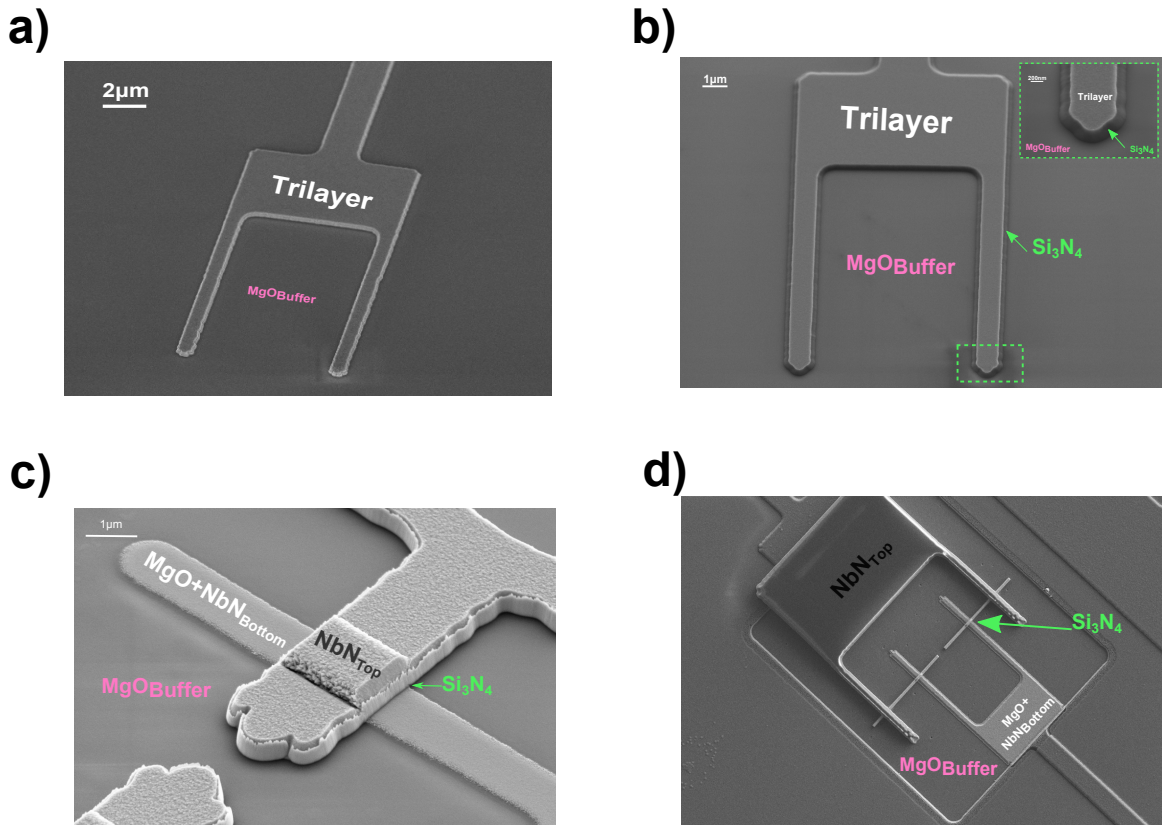 a)
2µm
Trilayer
MgOBuffer
b)
1µm
Trilayer
MgOBuffer
Si3N4
200nm
Trilayer
MgOBuffer
Si3N4
c)
1µm
MgO+NbNBottom
NbNTop
MgOBuffer
Si3N4
d)
NbNTop
Si3N4
MgO+
NbNBottom
MgOBuffer